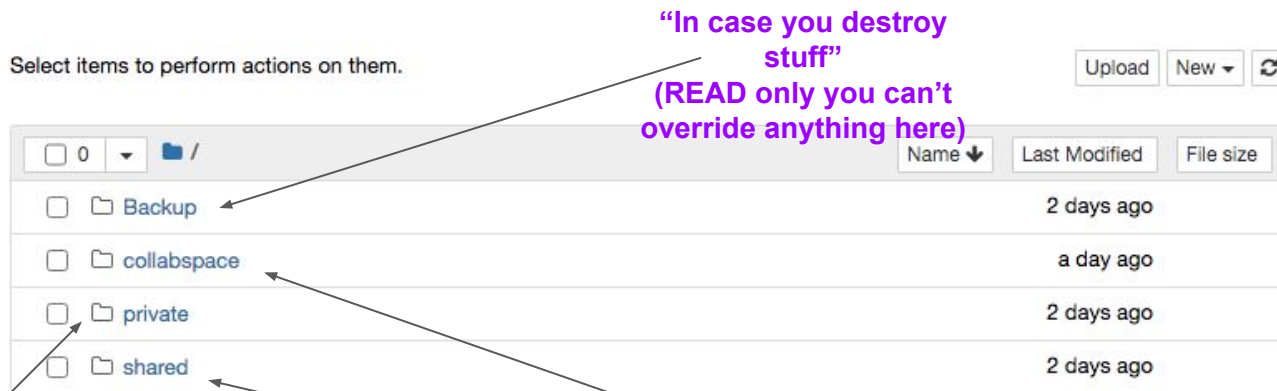 “In case you destroy
stuff”
(READ only you can’t
override anything here)
Select items to perform actions on them.
Upload New
0 /
Name Last Modified File size
Backup 2 days ago
collabspace a day ago
private 2 days ago
shared 2 days ago